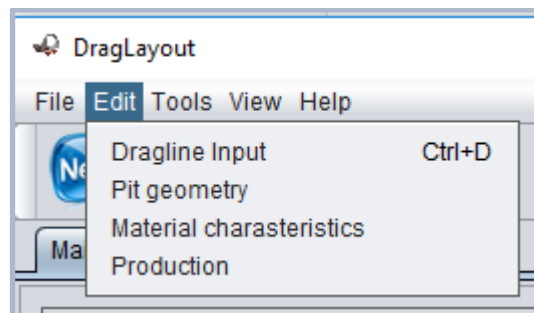 DragLayout
File Edit Tools View Help
Dragline Input Ctrl+D
Pit geometry
Material charasteristics
Production